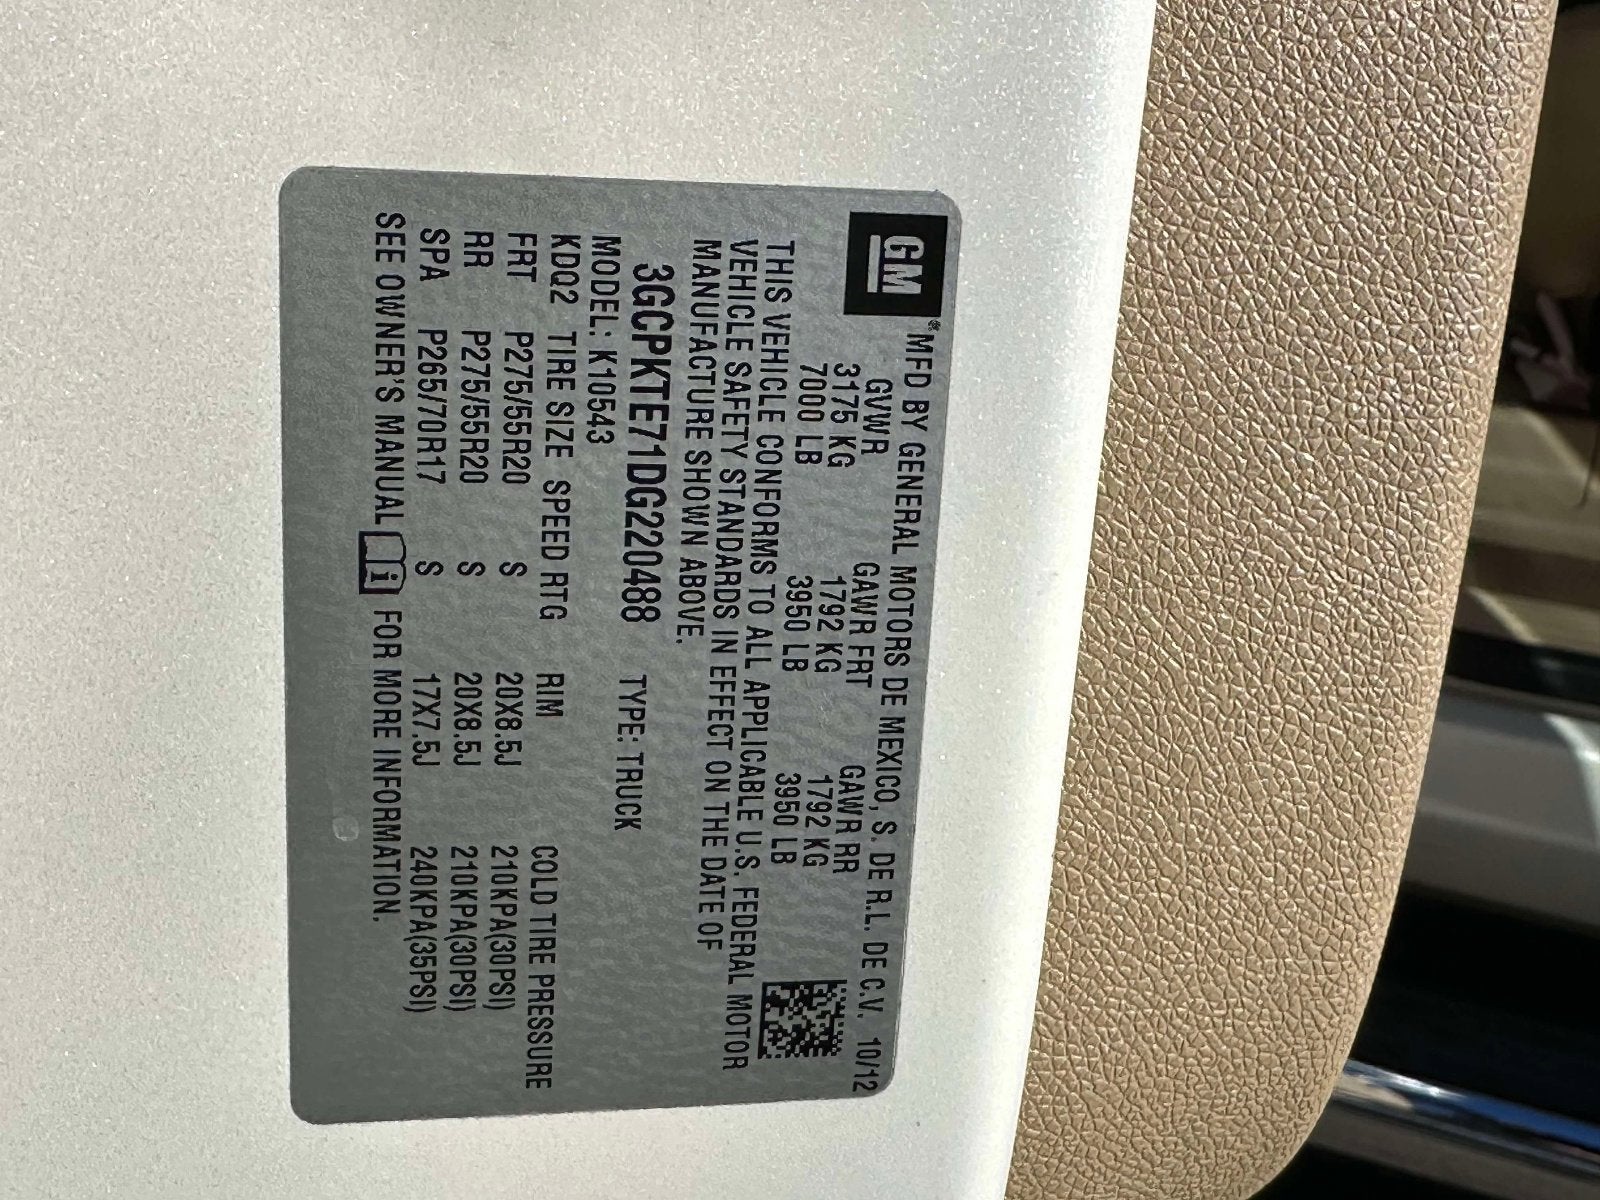 GM® MFD BY GENERAL MOTORS DE MEXICO, S. DE R.L. DE C.V. 10/12
GVWR GAWR FRT GAWR RR
3175 KG 1792 KG 1792 KG
7000 LB 3950 LB 3950 LB
THIS VEHICLE CONFORMS TO ALL APPLICABLE U.S. FEDERAL MOTOR
VEHICLE SAFETY STANDARDS IN EFFECT ON THE DATE OF
MANUFACTURE SHOWN ABOVE.
3GCPKTE71DG220488 TYPE: TRUCK
MODEL: K10543
KDQ2 TIRE SIZE SPEED RTG RIM COLD TIRE PRESSURE
FRT P275/55R20 S 20X8.5J 210KPA(30PSI)
RR P275/55R20 S 20X8.5J 210KPA(30PSI)
SPA P265/70R17 S 17X7.5J 240KPA(35PSI)
SEE OWNER'S MANUAL i FOR MORE INFORMATION.